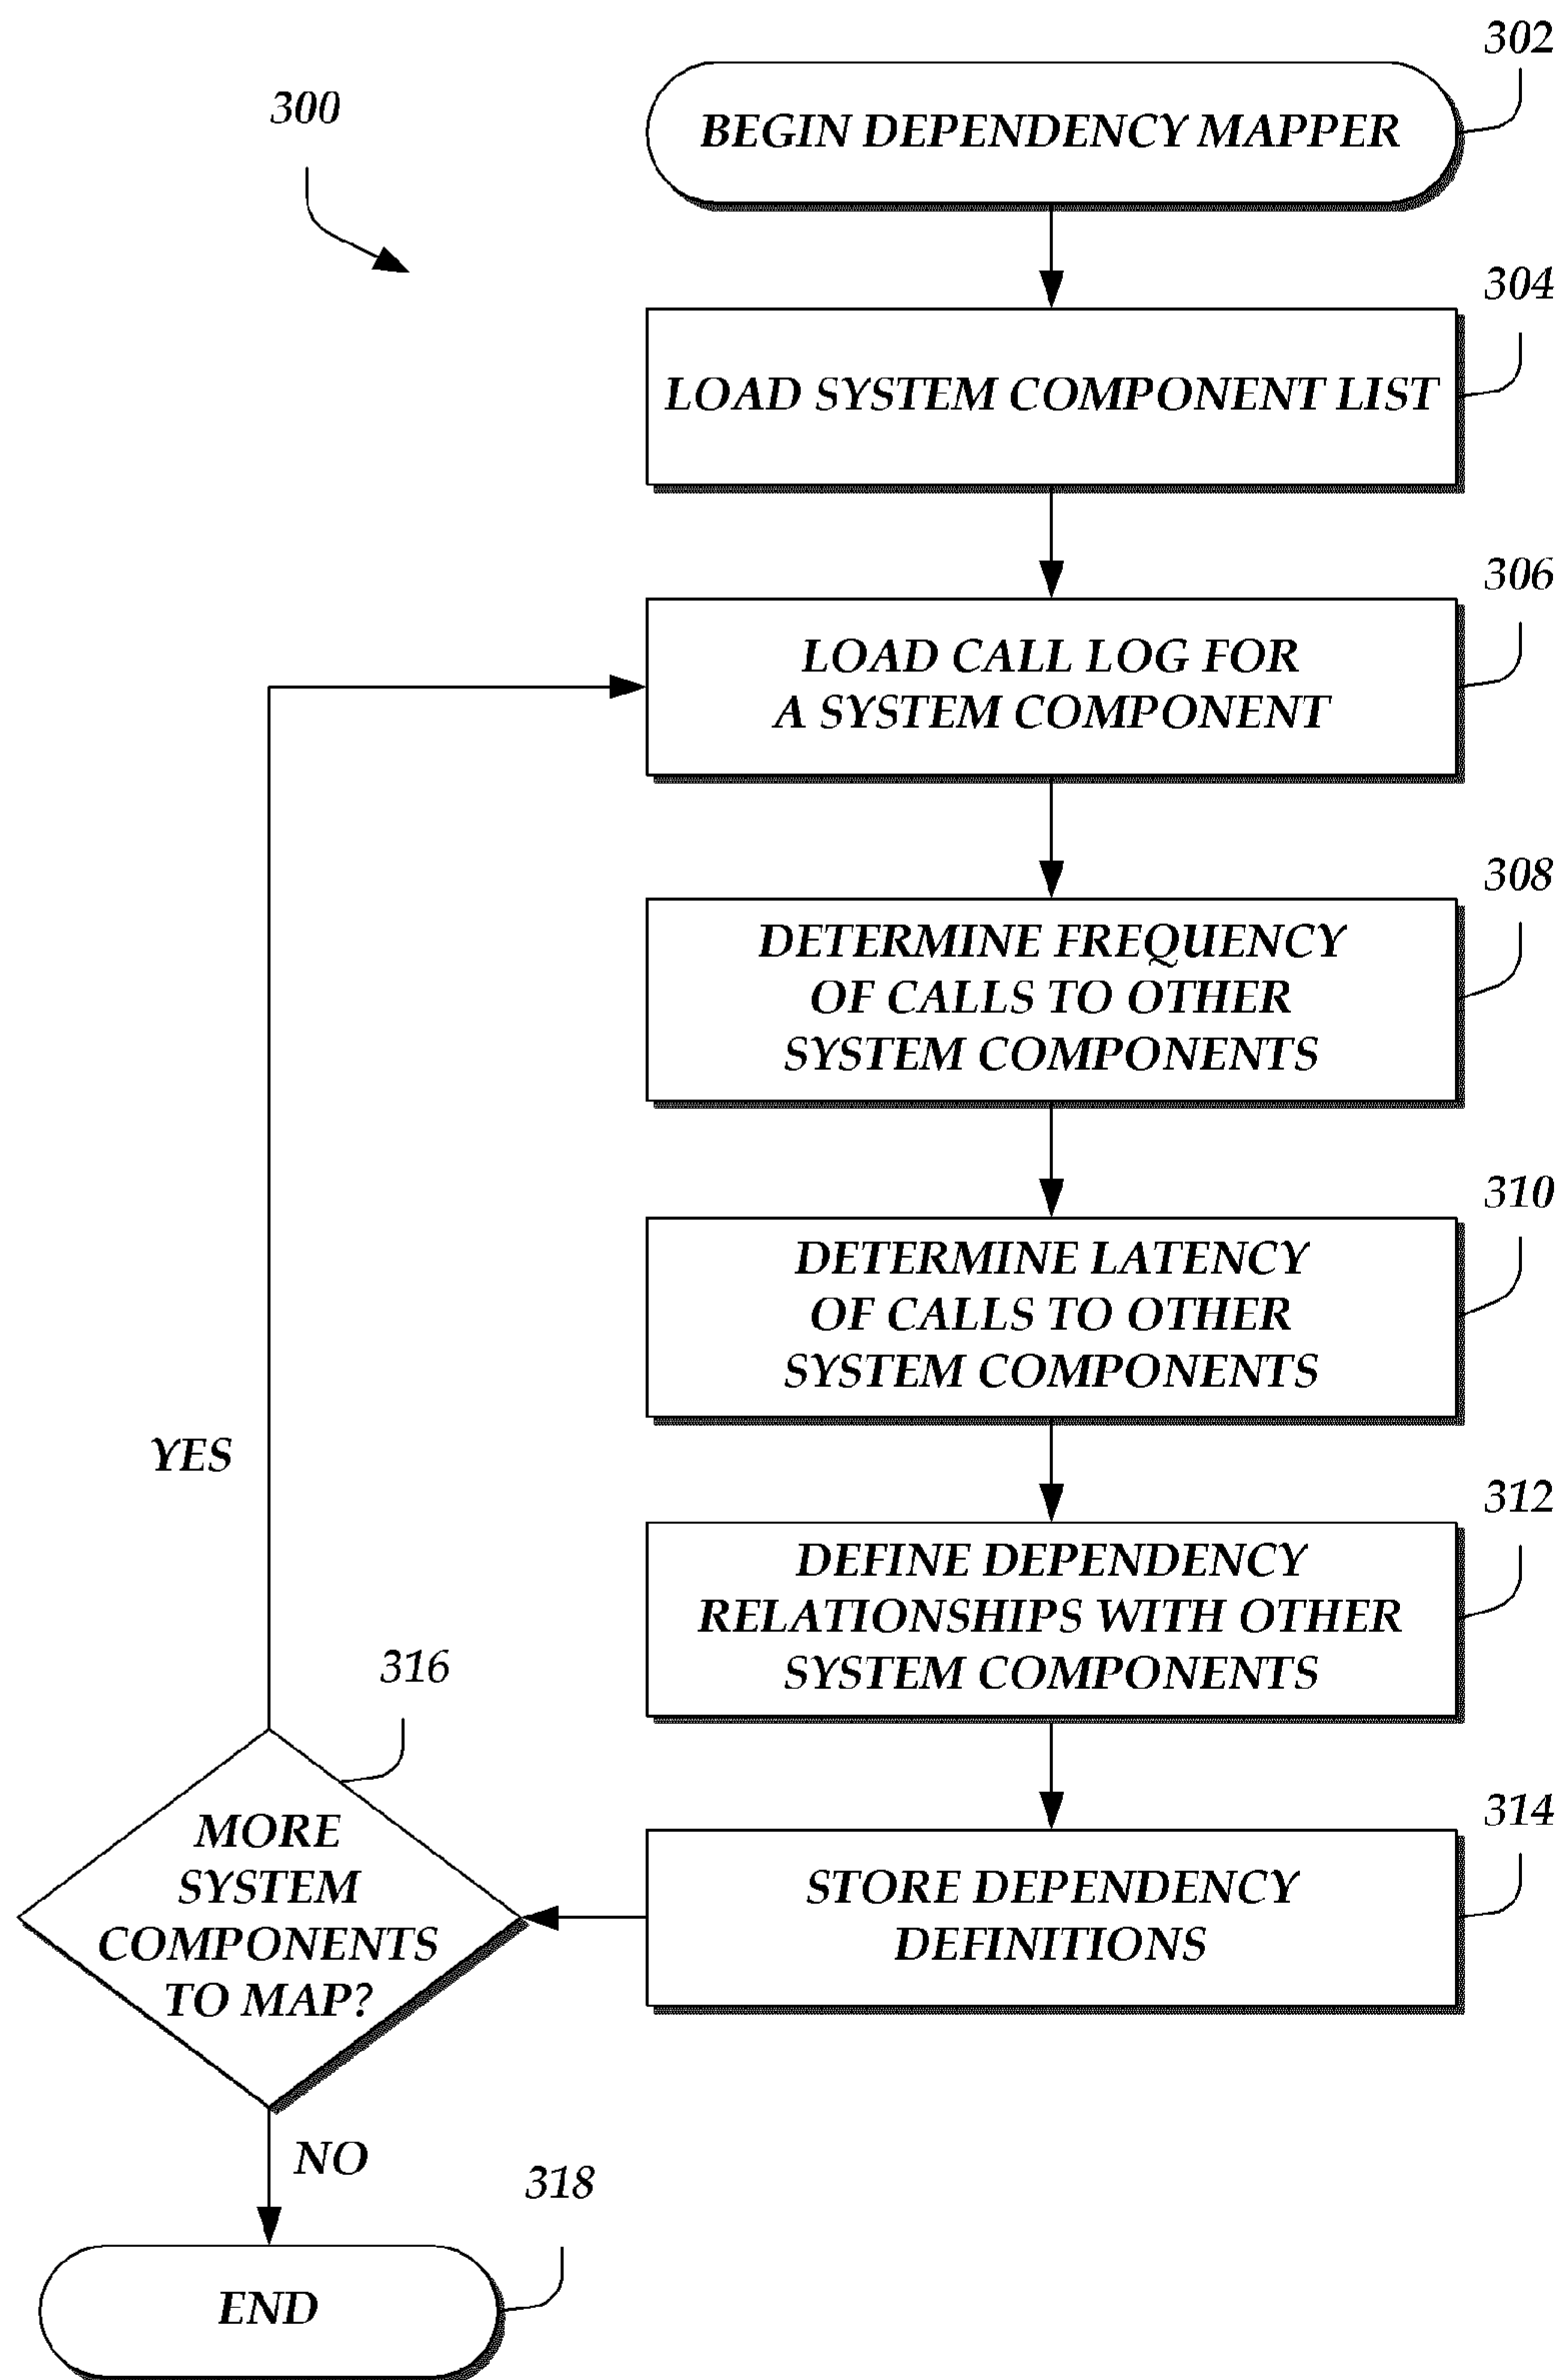 302
300
BEGIN DEPENDENCY MAPPER
304
LOAD SYSTEM COMPONENT LIST
306
LOAD CALL LOG FOR
A SYSTEM COMPONENT
308
DETERMINE FREQUENCY
OF CALLS TO OTHER
SYSTEM COMPONENTS
310
DETERMINE LATENCY
OF CALLS TO OTHER
SYSTEM COMPONENTS
YES
312
DEFINE DEPENDENCY
RELATIONSHIPS WITH OTHER
SYSTEM COMPONENTS
314
STORE DEPENDENCY
DEFINITIONS
316
MORE
SYSTEM
COMPONENTS
TO MAP?
NO
318
END